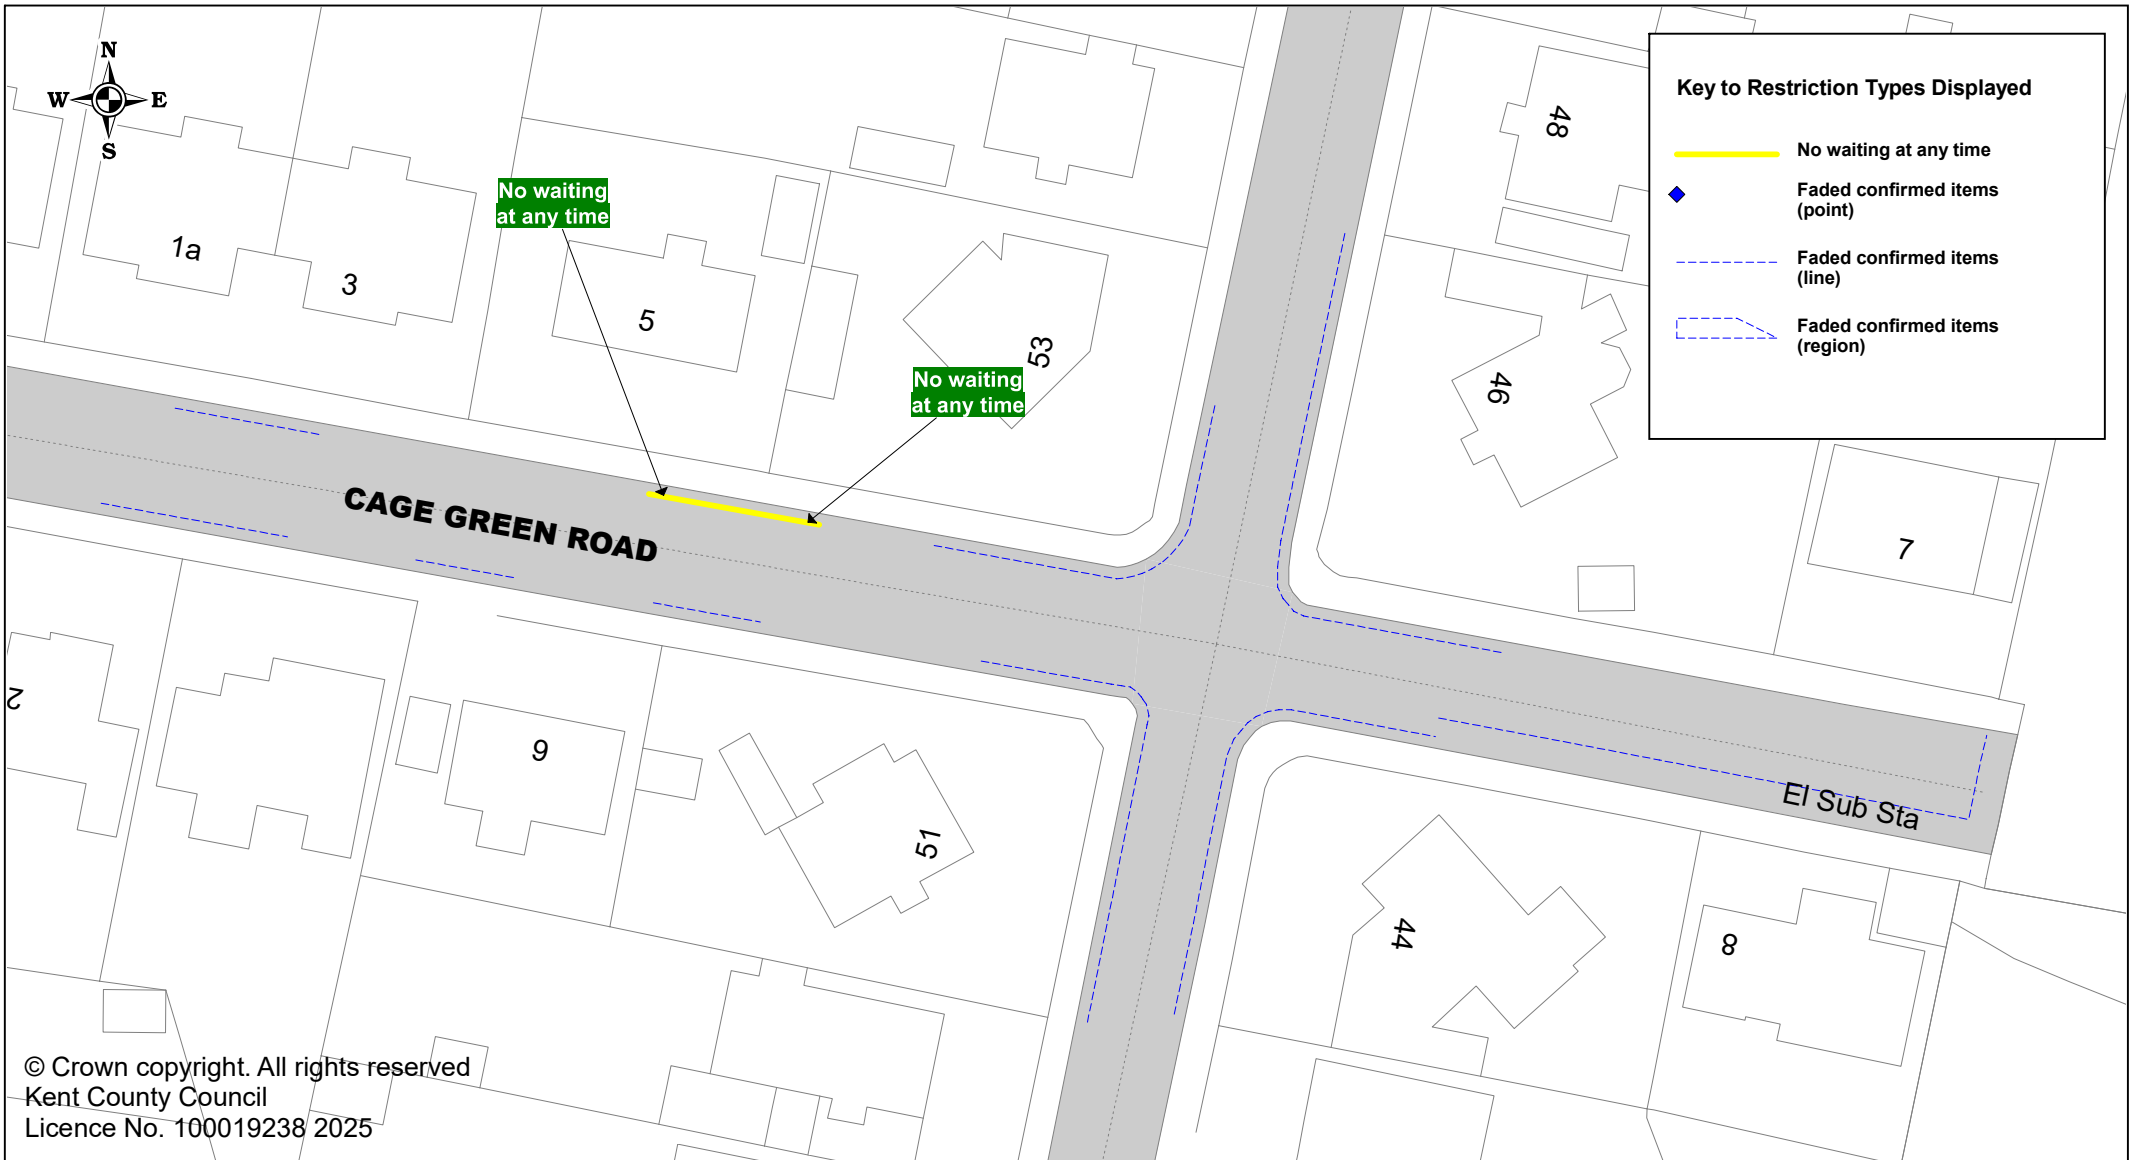 N
W E
S
Key to Restriction Types Displayed
No waiting at any time
Faded confirmed items
(point)
Faded confirmed items
(line)
Faded confirmed items
(region)
No waiting
at any time
No waiting
at any time
1a
3
5
53
48
46
7
CAGE GREEN ROAD
2
9
51
44
8
El Sub Sta
© Crown copyright. All rights reserved
Kent County Council
Licence No. 100019238 2025